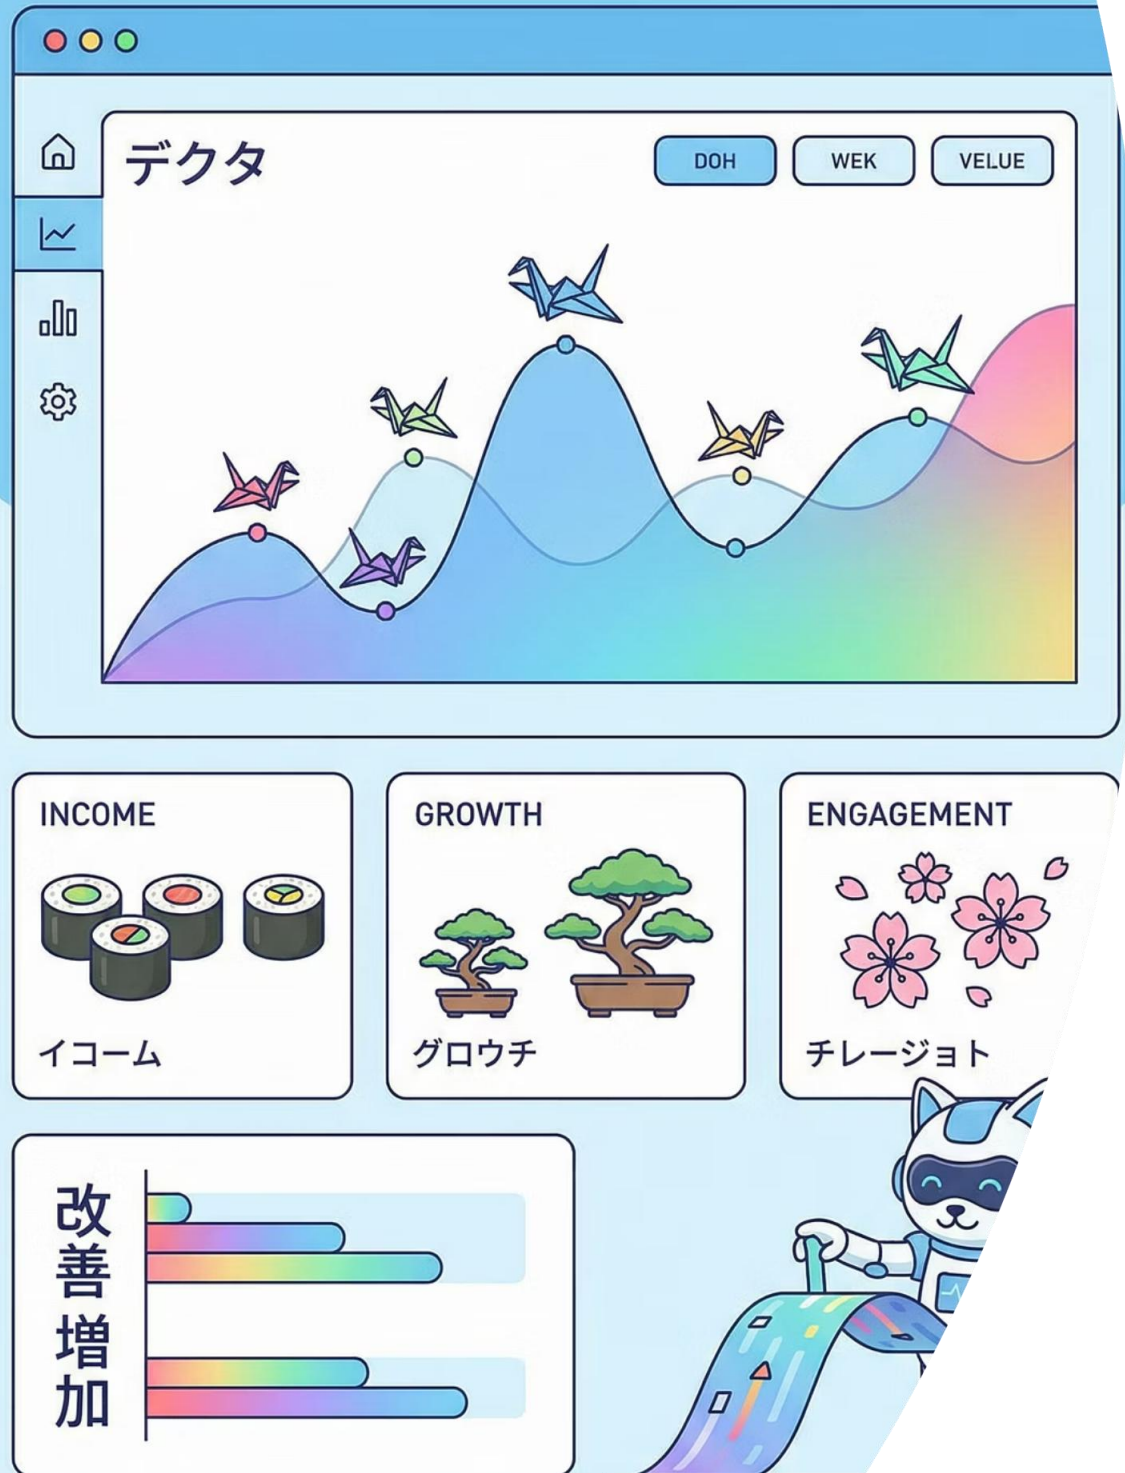 デクタ
DOH
WEK
VELUE
INCOME
イコーム
GROWTH
グロウチ
ENGAGEMENT
チレージョト
改善
増加